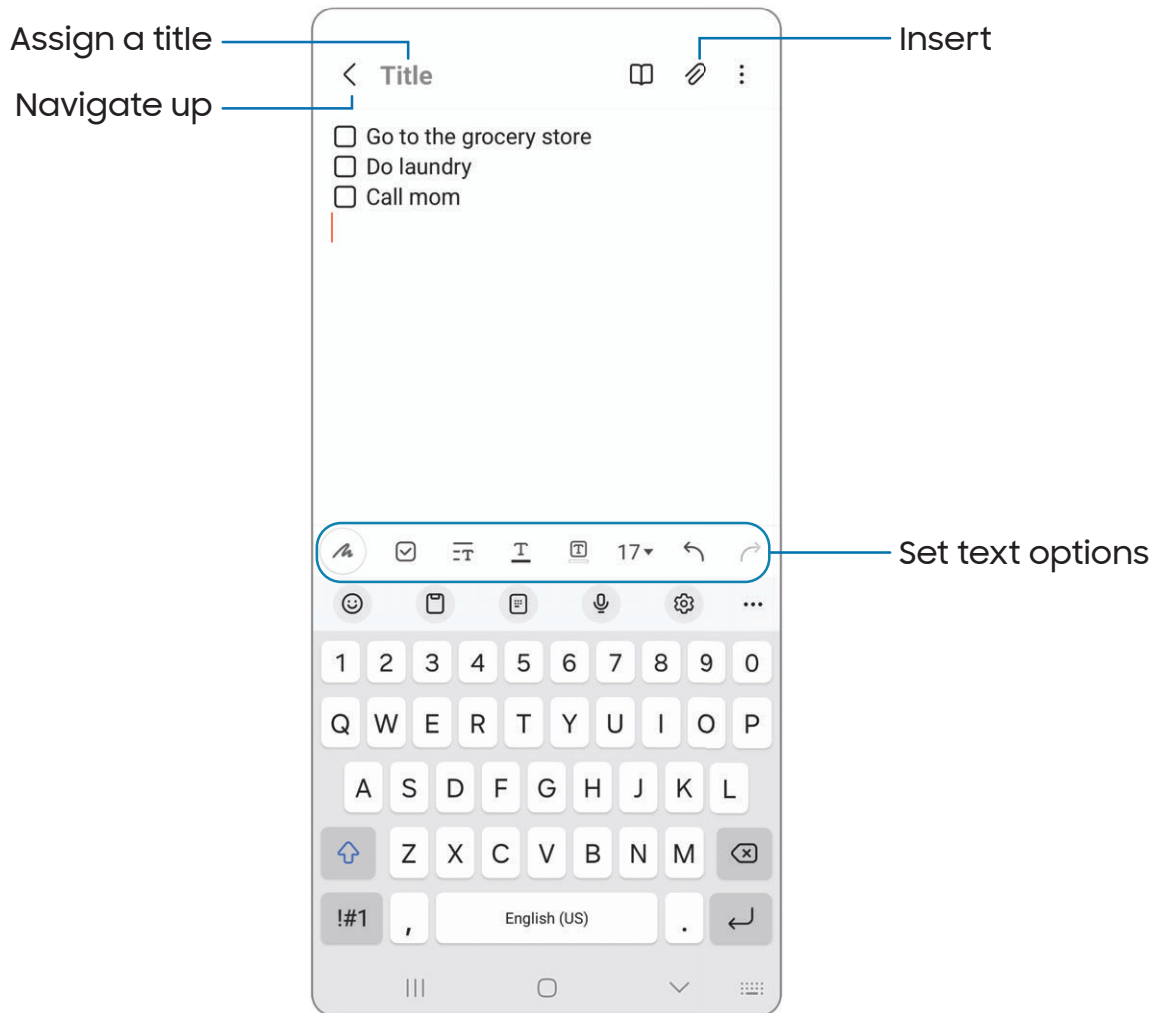 Assign a title
Insert
Title
Navigate up
Go to the grocery store
Do laundry
Call mom
T T T 17
Set text options
1 2 3 4 5 6 7 8 9 0
Q W E R T Y U I O P
A S D F G H J K L
Z X C V B N M
!#1 , English (US) .